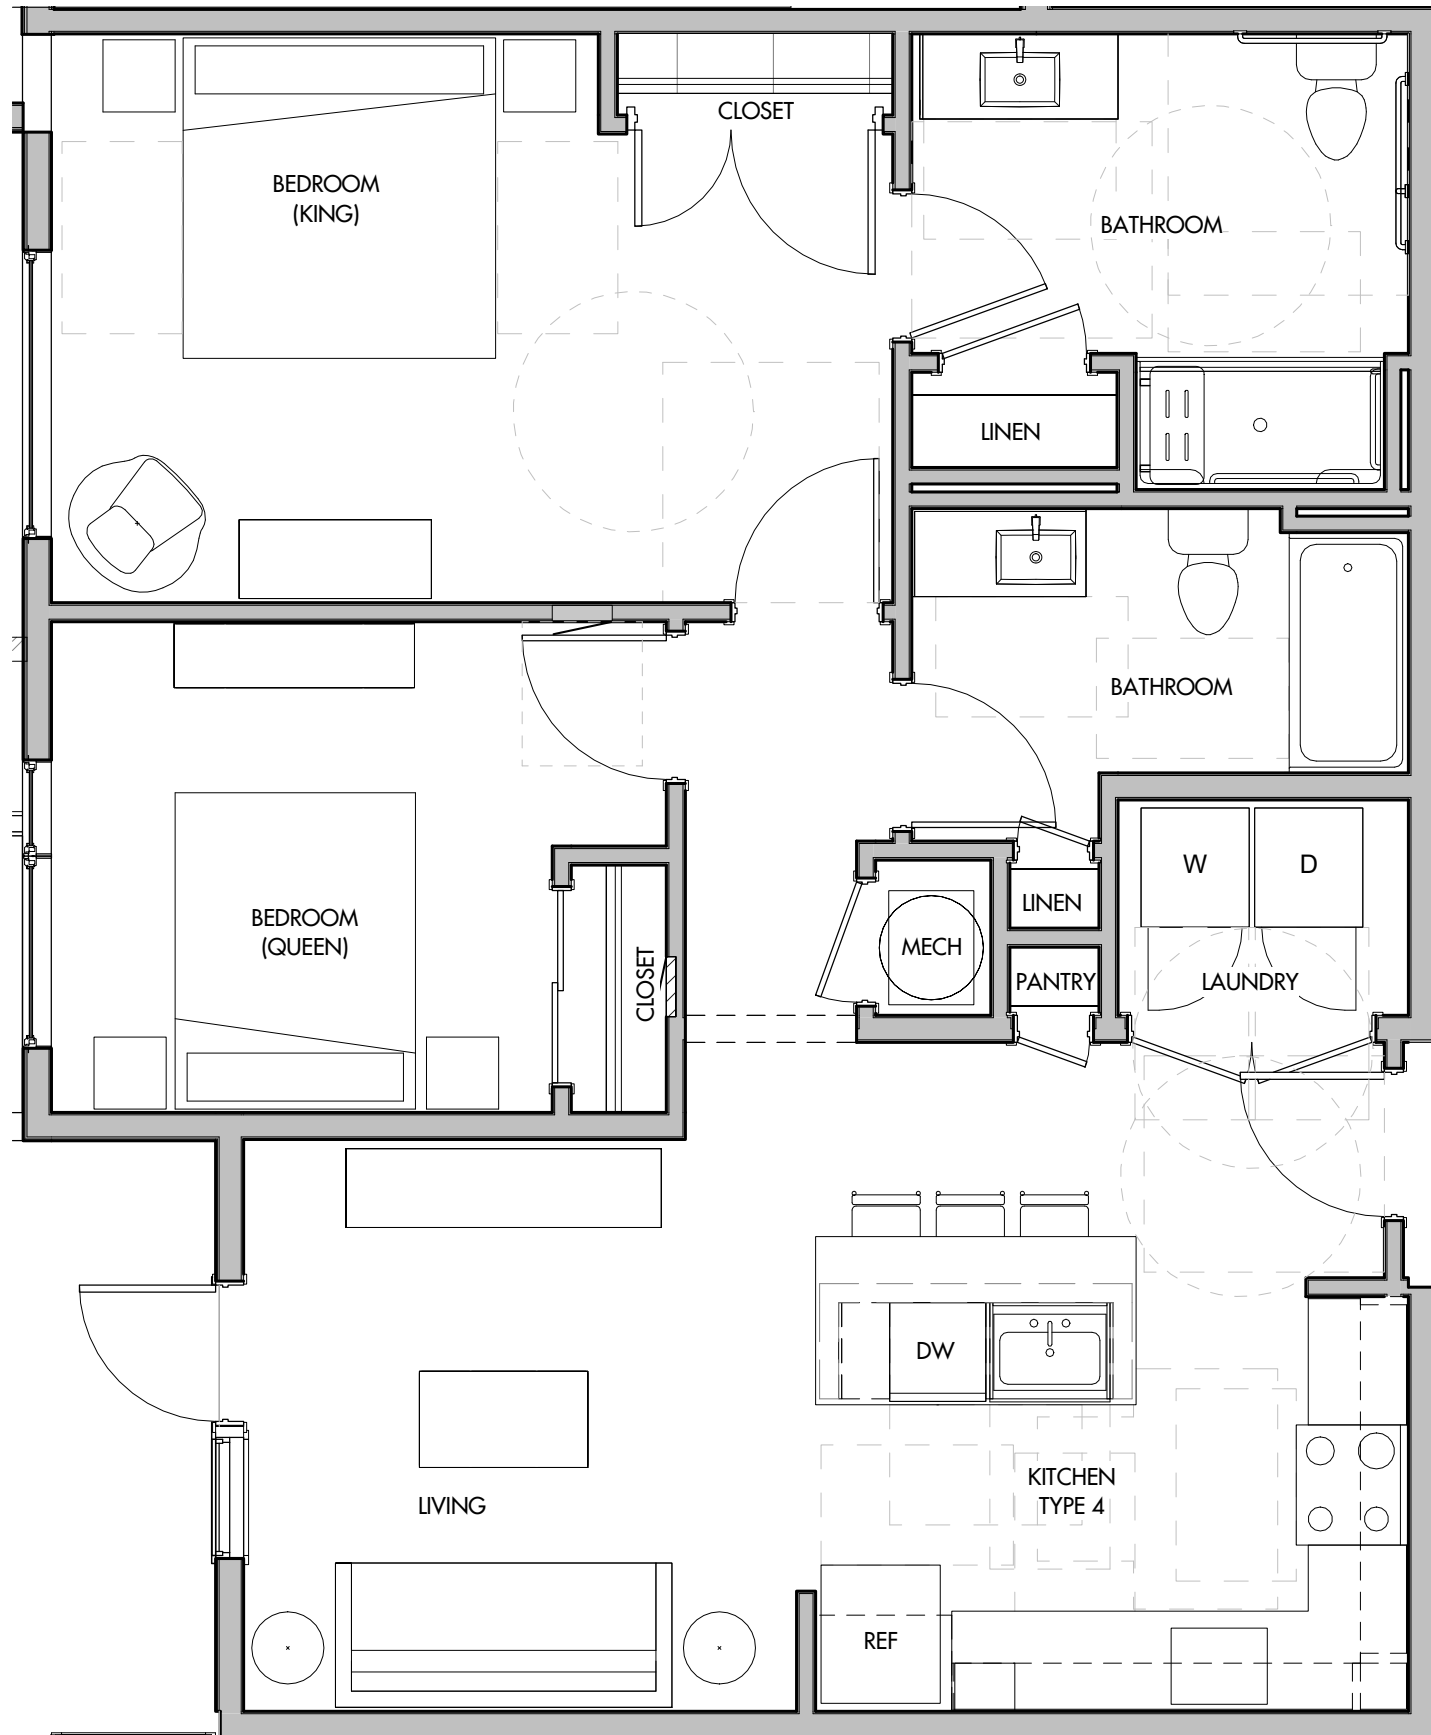 CLOSET
BEDROOM
(KING)
BATHROOM
LINEN
BATHROOM
W
D
LINEN
BEDROOM
(QUEEN)
MECH
CLOSET
PANTRY
LAUNDRY
DW
KITCHEN
TYPE 4
LIVING
REF